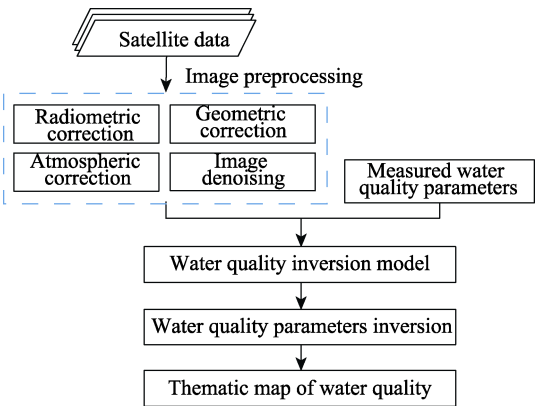 Satellite data
Image preprocessing
Radiometric
correction
Geometric
correction
Atmospheric
correction
Image
denoising
Measured water
quality parameters
Water quality inversion model
Water quality parameters inversion
Thematic map of water quality